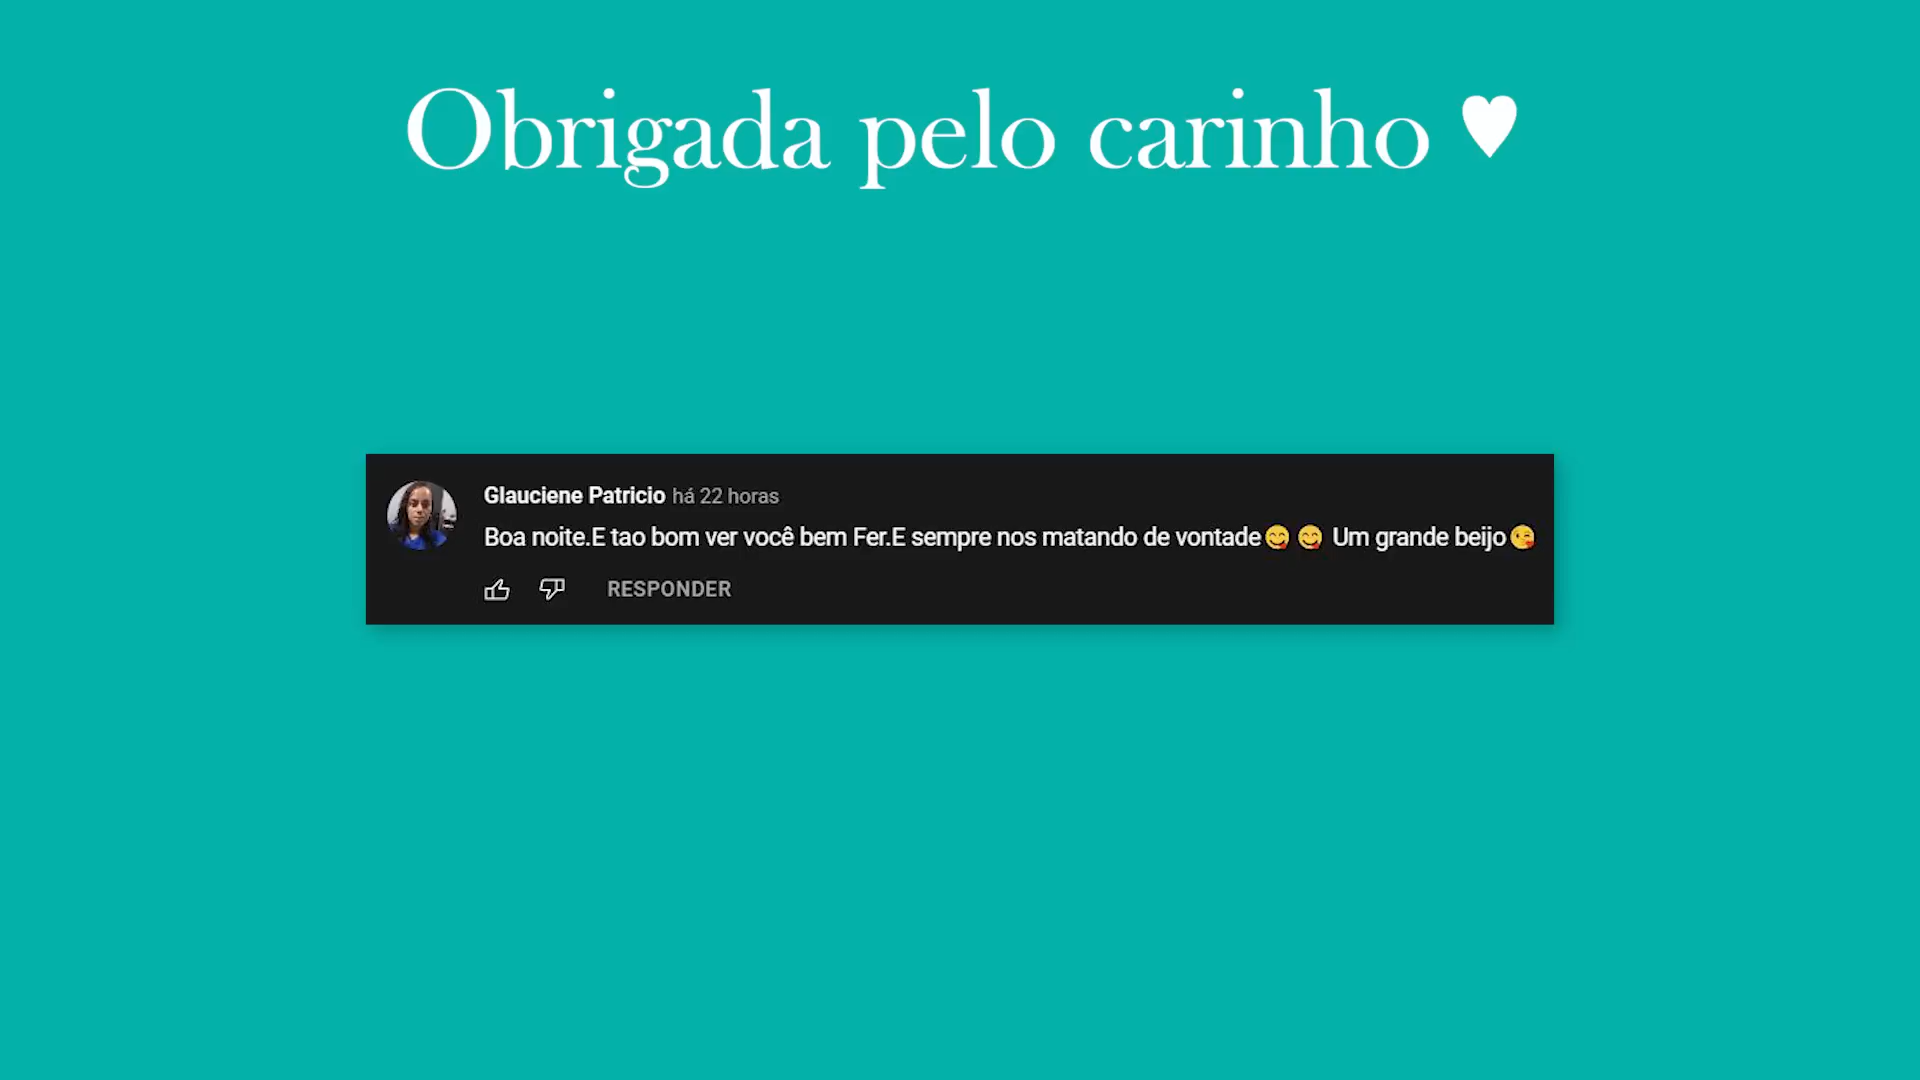 Obrigada pelo carinho ♥
Glauciene Patricio há 22 horas
Boa noite.E tao bom ver você bem Fer.E sempre nos matando de vontade😋 😋 Um grande beijo😘
RESPONDER